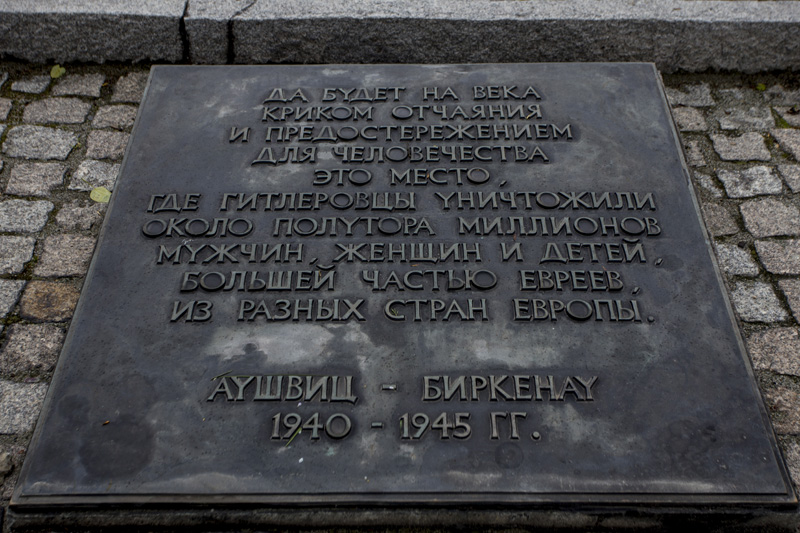 ДА БУДЕТ НА ВЕКА
КРИКОМ ОТЧАЯНИЯ
И ПРЕДОСТЕРЕЖЕНИЕМ
ДЛЯ ЧЕЛОВЕЧЕСТВА
ЭТО МЕСТО,
ГДЕ ГИТЛЕРОВЦЫ УНИЧТОЖИЛИ
ОКОЛО ПОЛУТОРА МИЛЛИОНОВ
МУЖЧИН, ЖЕНЩИН И ДЕТЕЙ,
БОЛЬШЕЙ ЧАСТЬЮ ЕВРЕЕВ,
ИЗ РАЗНЫХ СТРАН ЕВРОПЫ.
АУШВИЦ - БИРКЕНАУ
1940 - 1945 ГГ.